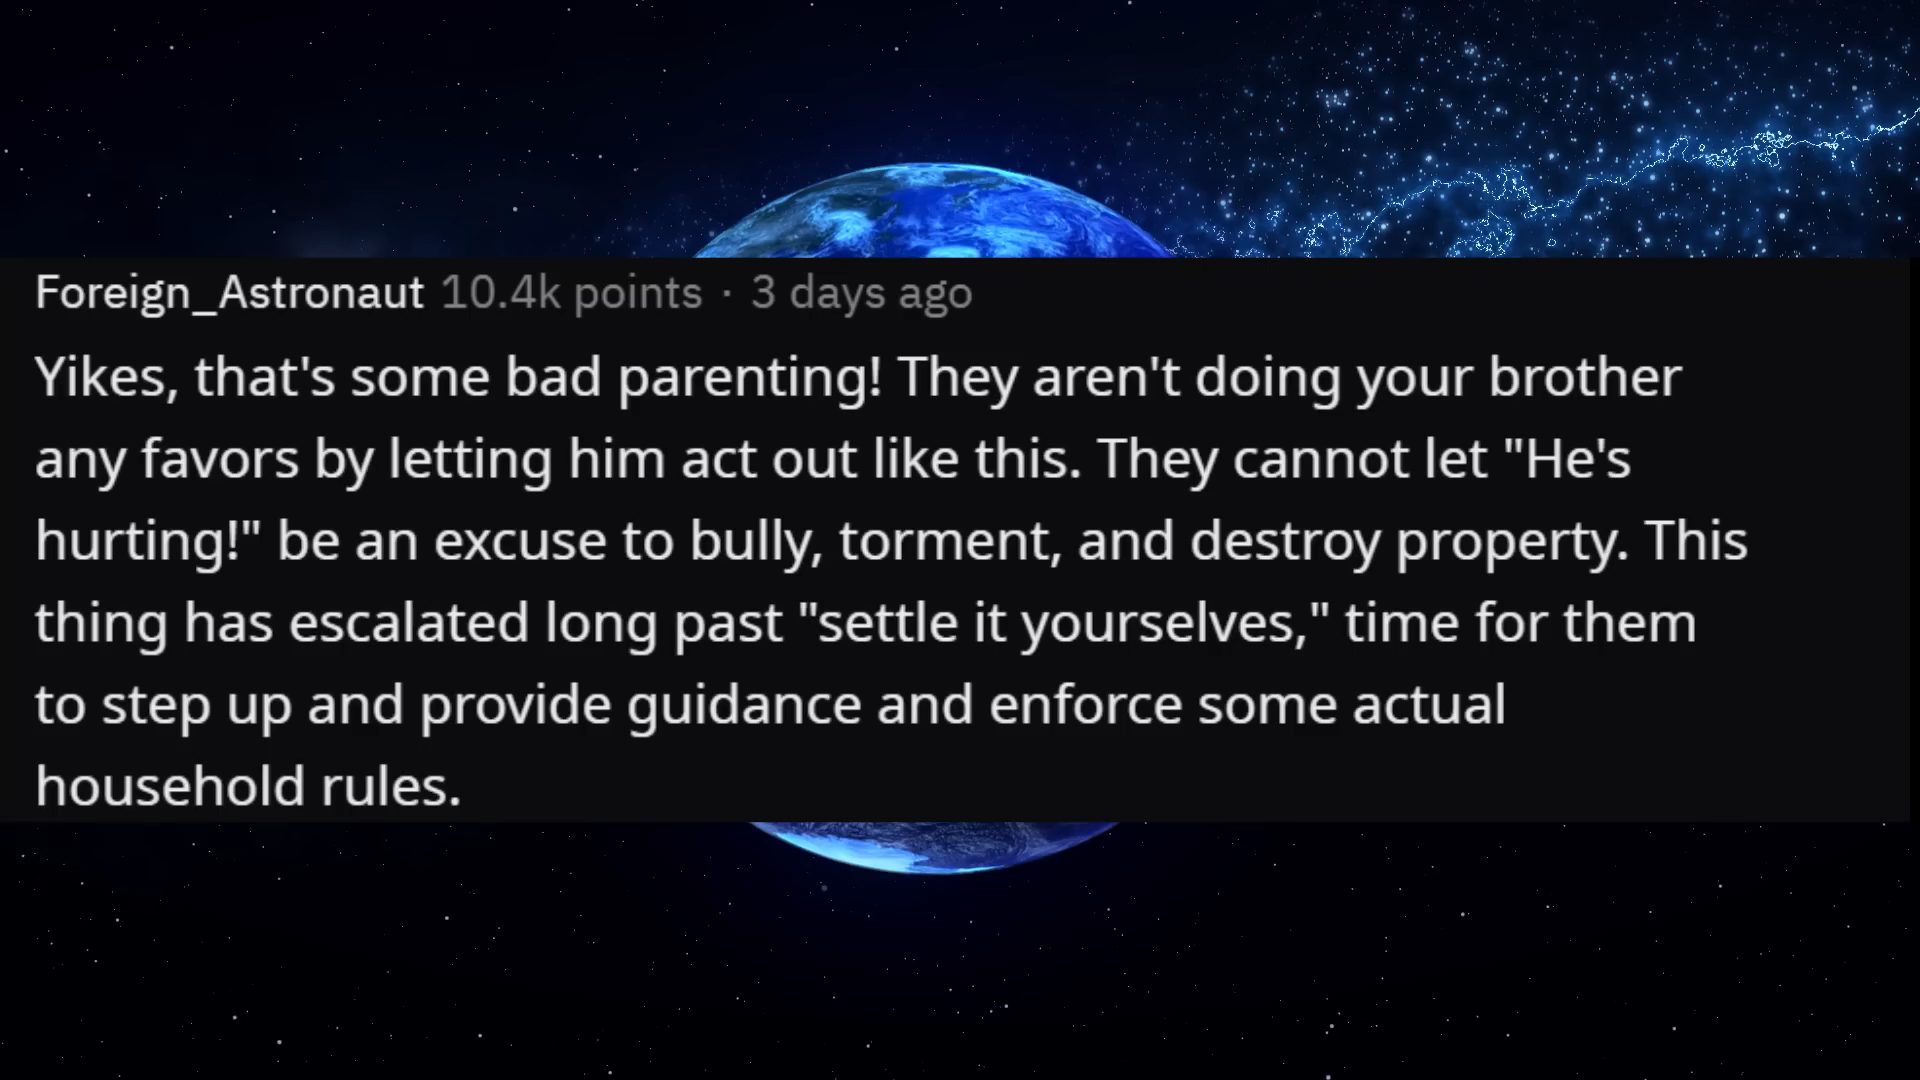 Foreign_Astronaut 10.4k points · 3 days ago
Yikes, that's some bad parenting! They aren't doing your brother
any favors by letting him act out like this. They cannot let "He's
hurting!" be an excuse to bully, torment, and destroy property. This
thing has escalated long past "settle it yourselves," time for them
to step up and provide guidance and enforce some actual
household rules.